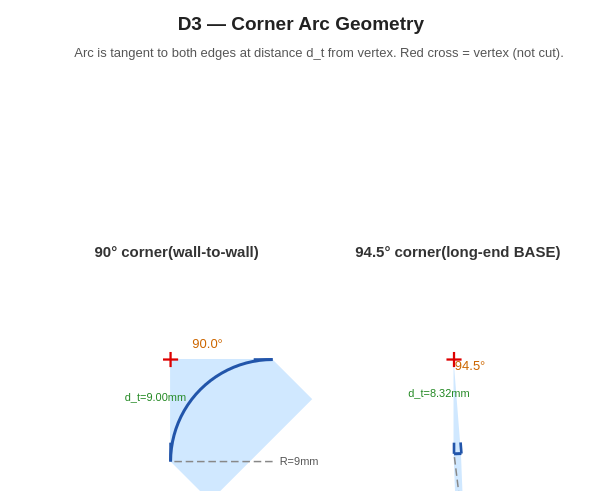 D3 — Corner Arc Geometry
Arc is tangent to both edges at distance d_t from vertex. Red cross = vertex (not cut).
90° corner(wall-to-wall)
94.5° corner(long-end BASE)
90.0°
94.5°
d_t=9.00mm
d_t=8.32mm
R=9mm